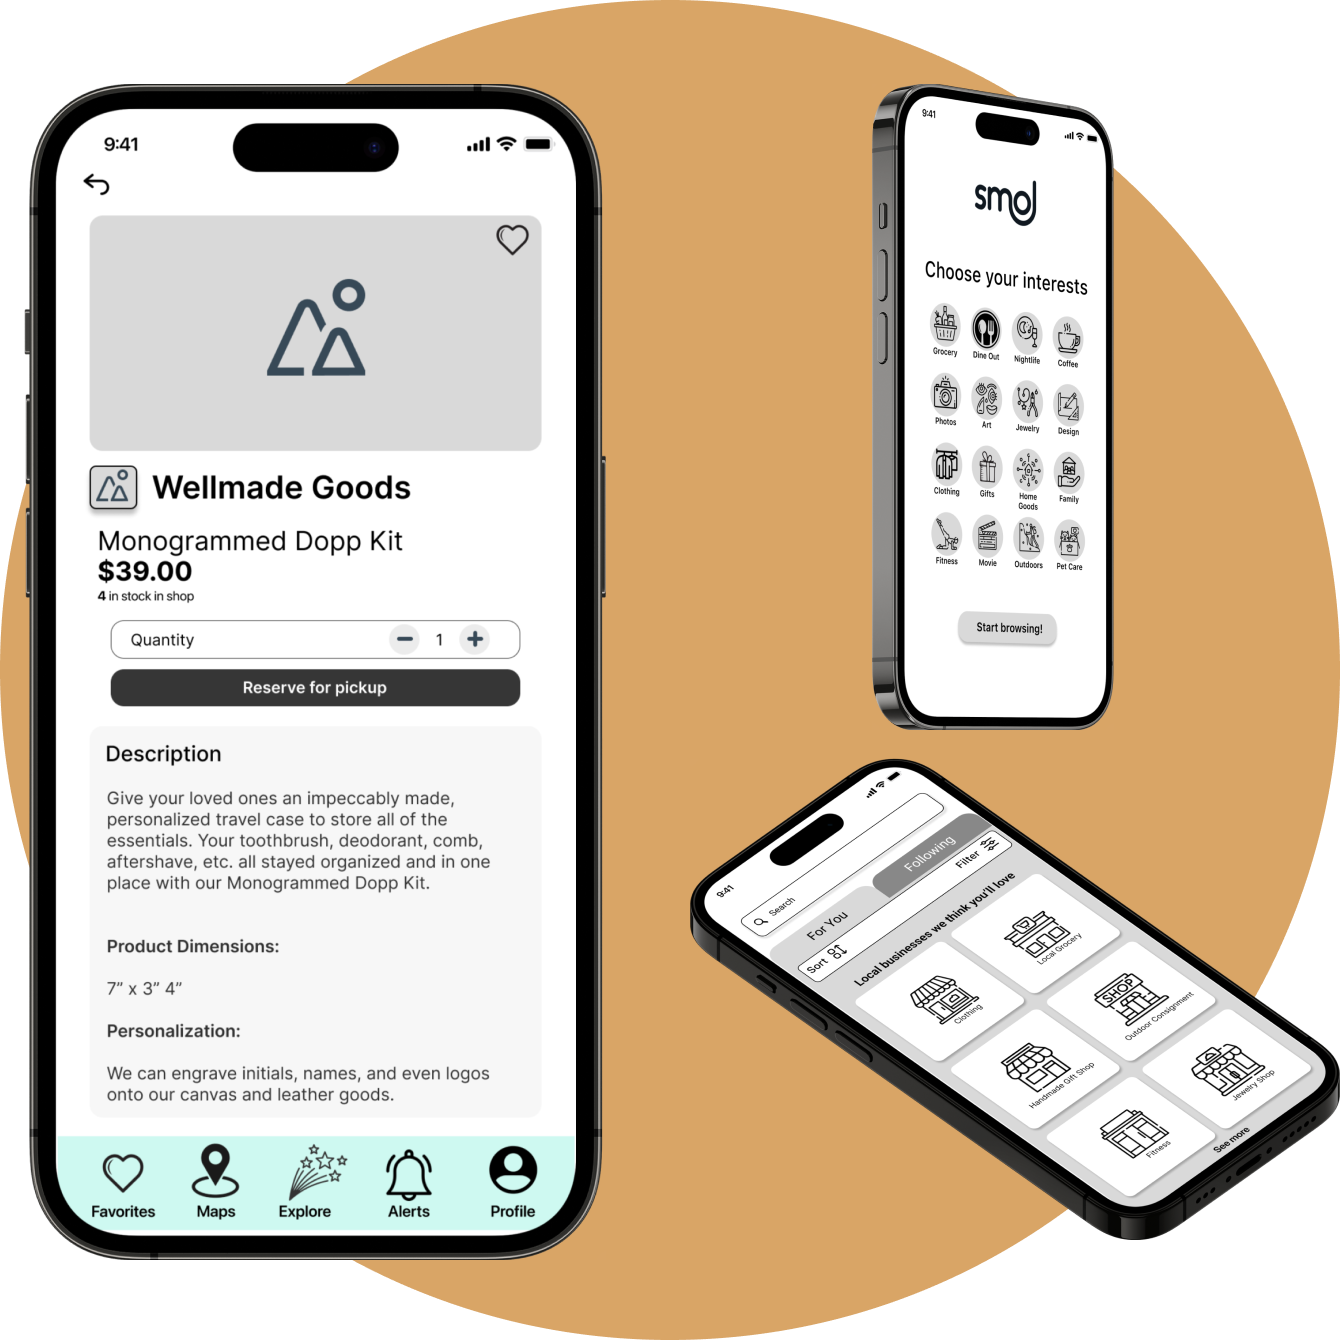 9:41
Wellmade Goods
Monogrammed Dopp Kit
$39.00
4 in stock in shop
Quantity
1
Reserve for pickup
Description
Give your loved ones an impeccably made,
personalized travel case to store all of the
essentials. Your toothbrush, deodorant, comb,
aftershave, etc. all stayed organized and in one
place with our Monogrammed Dopp Kit.
Product Dimensions:
7” x 3” 4”
Personalization:
We can engrave initials, names, and even logos
onto our canvas and leather goods.
Favorites
Maps
Explore
Alerts
Profile
9:41
smol
Choose your interests
Grocery
Dine Out
Nightlife
Coffee
Photos
Art
Jewelry
Design
Clothing
Gifts
Home
Goods
Family
Fitness
Movie
Outdoors
Pet Care
Start browsing!
9:41
Search
For You
Following
Sort
Filter
Local businesses we think you'll love
Clothing
Local Grocery
Handmade Gift Shop
SHOP
Outdoor Consignment
Fitness
Jewelry Shop
See more